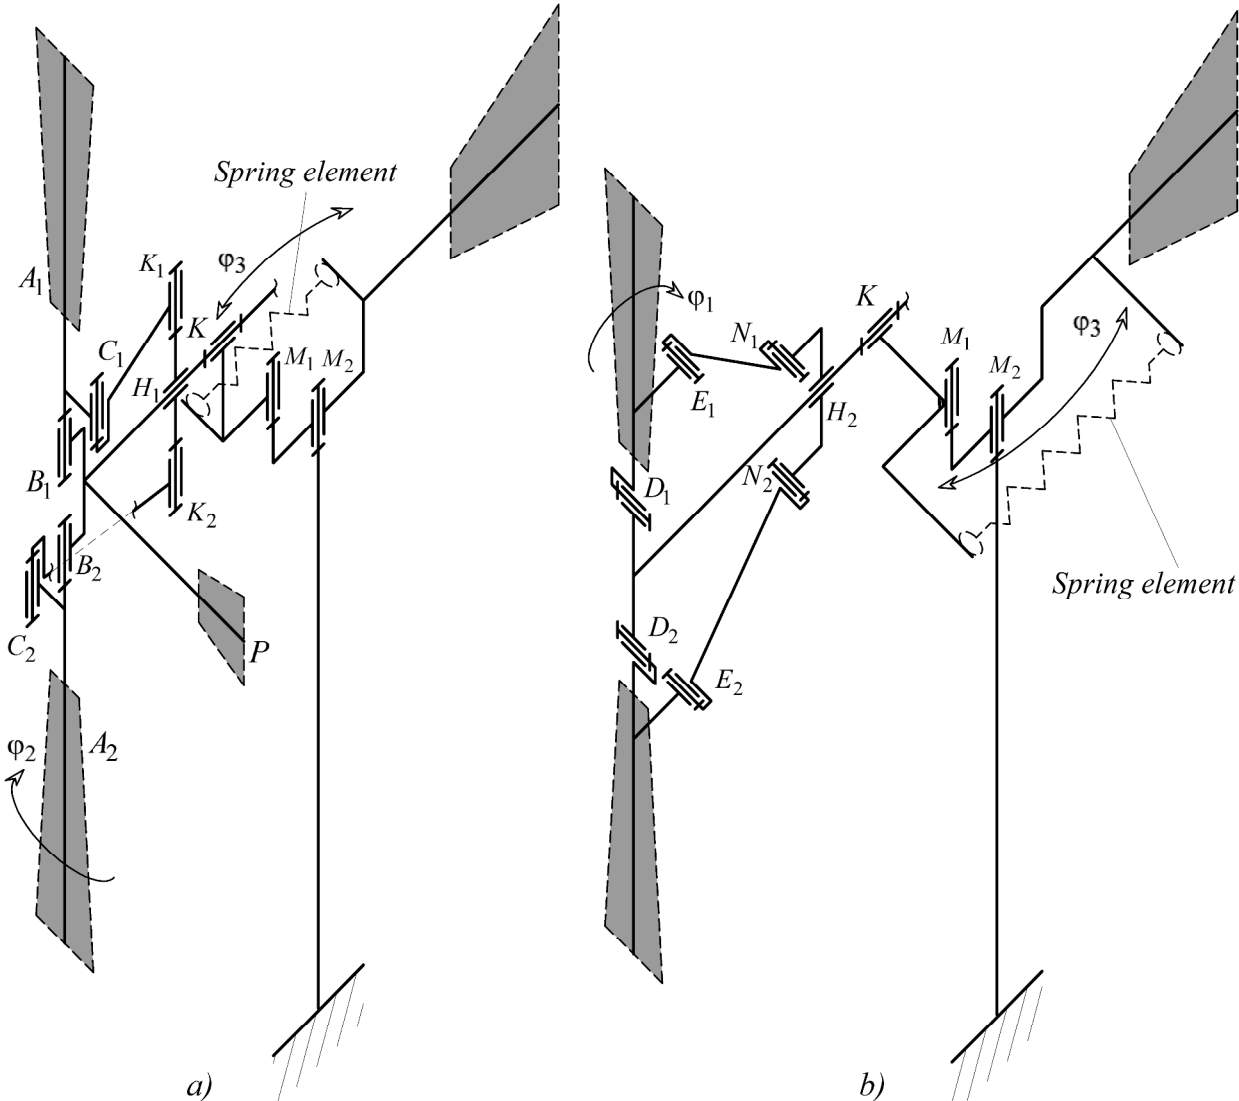 Spring element
K₁
φ₃
A₁
K
C₁
M₁
M₂
H₁
B₁
K₂
B₂
C₂
P
φ₂
A₂
a)
φ₁
K
N₁
φ₃
M₁
M₂
E₁
H₂
D₁
N₂
Spring element
D₂
E₂
b)